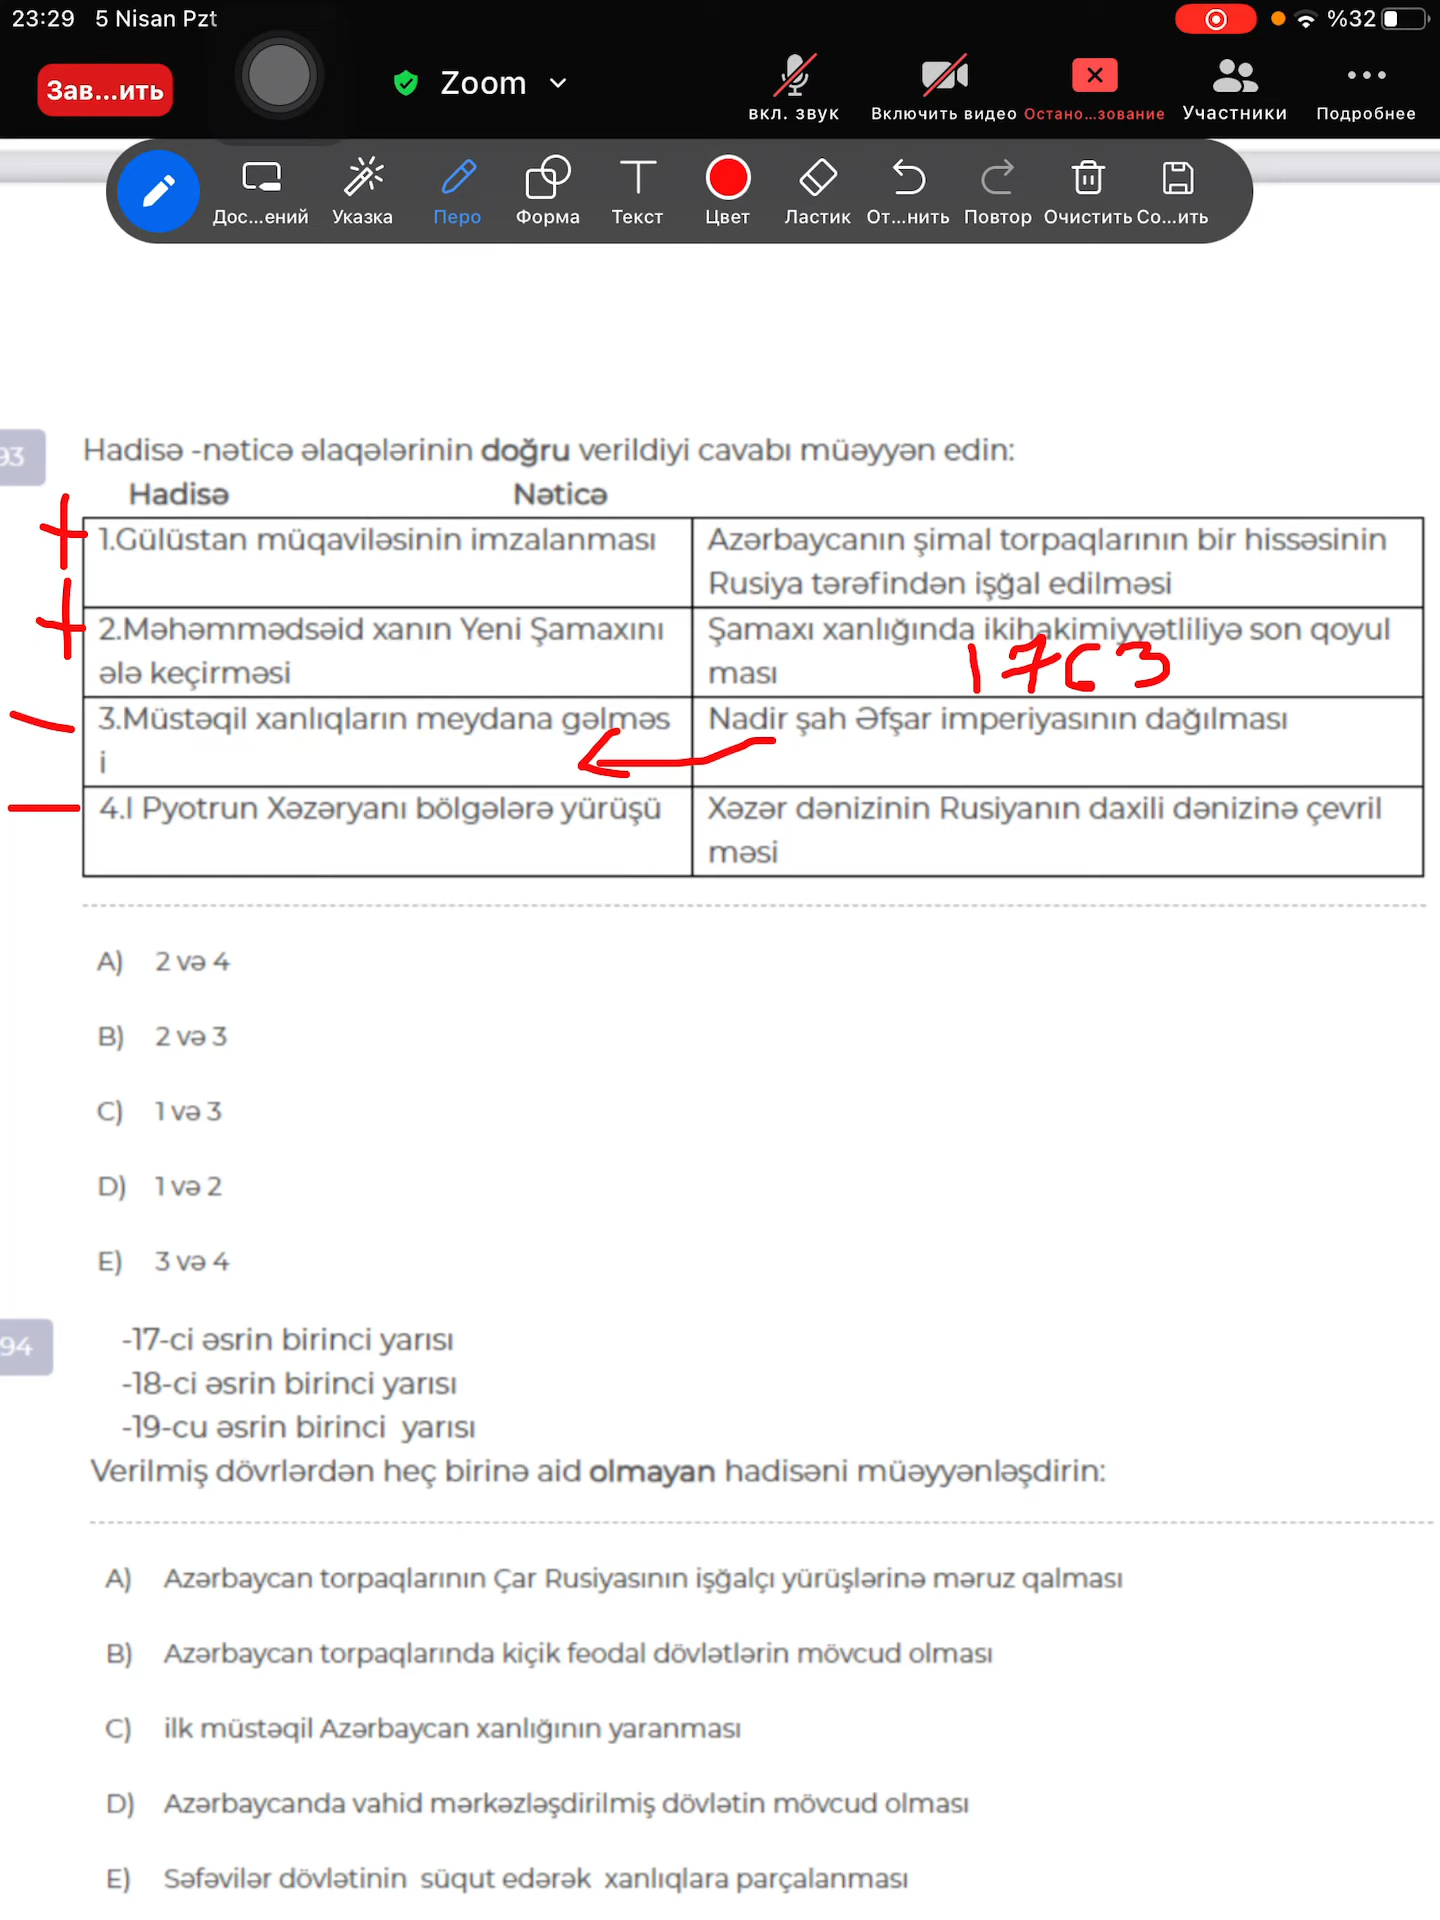 23:29 5 Nisan Pzt
%32
Зав...ить
Zoom
вкл. звук
Включить видео
Остано...зование
Участники
Подробнее
Дос...ений
Указка
Перо
Форма
Текст
Цвет
Ластик
От...нить
Повтор
Очистить
Со...ить
93
Hadisə -nəticə əlaqələrinin doğru verildiyi cavabı müəyyən edin:
Hadisə Nəticə
1.Gülüstan müqaviləsinin imzalanması
Azərbaycanın şimal torpaqlarının bir hissəsinin
Rusiya tərəfindən işğal edilməsi
2.Məhəmmədsəid xanın Yeni Şamaxını
ələ keçirməsi
Şamaxı xanlığında ikihakimiyyətliliyə son qoyul
ması
1763
3.Müstəqil xanlıqların meydana gəlməs
i
Nadir şah Əfşar imperiyasının dağılması
4.I Pyotrun Xəzəryanı bölgələrə yürüşü
Xəzər dənizinin Rusiyanın daxili dənizinə çevril
məsi
A) 2 və 4
B) 2 və 3
C) 1 və 3
D) 1 və 2
E) 3 və 4
94
-17-ci əsrin birinci yarısı
-18-ci əsrin birinci yarısı
-19-cu əsrin birinci yarısı
Verilmiş dövrlərdən heç birinə aid olmayan hadisəni müəyyənləşdirin:
A) Azərbaycan torpaqlarının Çar Rusiyasının işğalçı yürüşlərinə məruz qalması
B) Azərbaycan torpaqlarında kiçik feodal dövlətlərin mövcud olması
C) ilk müstəqil Azərbaycan xanlığının yaranması
D) Azərbaycanda vahid mərkəzləşdirilmiş dövlətin mövcud olması
E) Səfəvilər dövlətinin süqut edərək xanlıqlara parçalanması